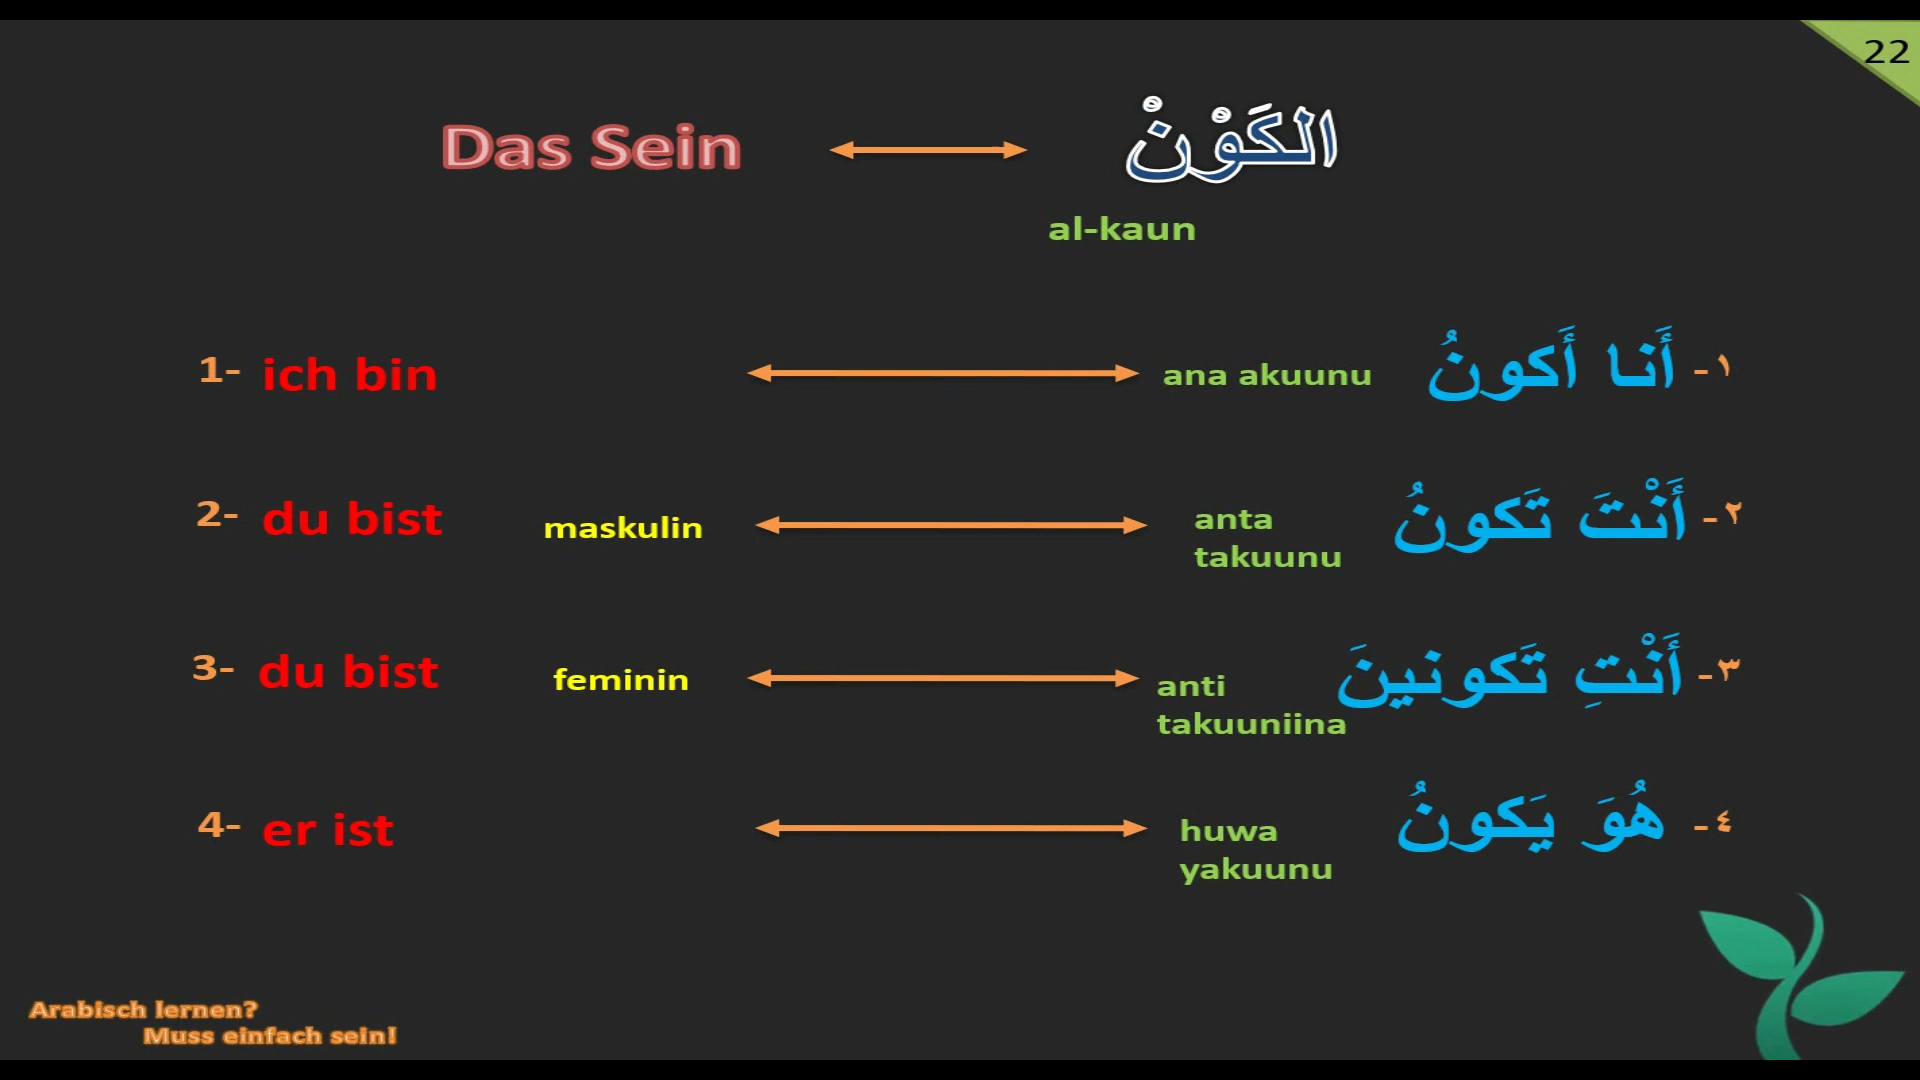 22
Das Sein الكَوْنْ
al-kaun
1- ich bin ana akuunu أَنا أَكونُ -١
2- du bist maskulin anta takuunu أَنْتَ تَكونُ -٢
3- du bist feminin anti takuuniina أَنْتِ تَكونينَ -٣
4- er ist huwa yakuunu هُوَ يَكونُ -٤
Arabisch lernen?
Muss einfach sein!